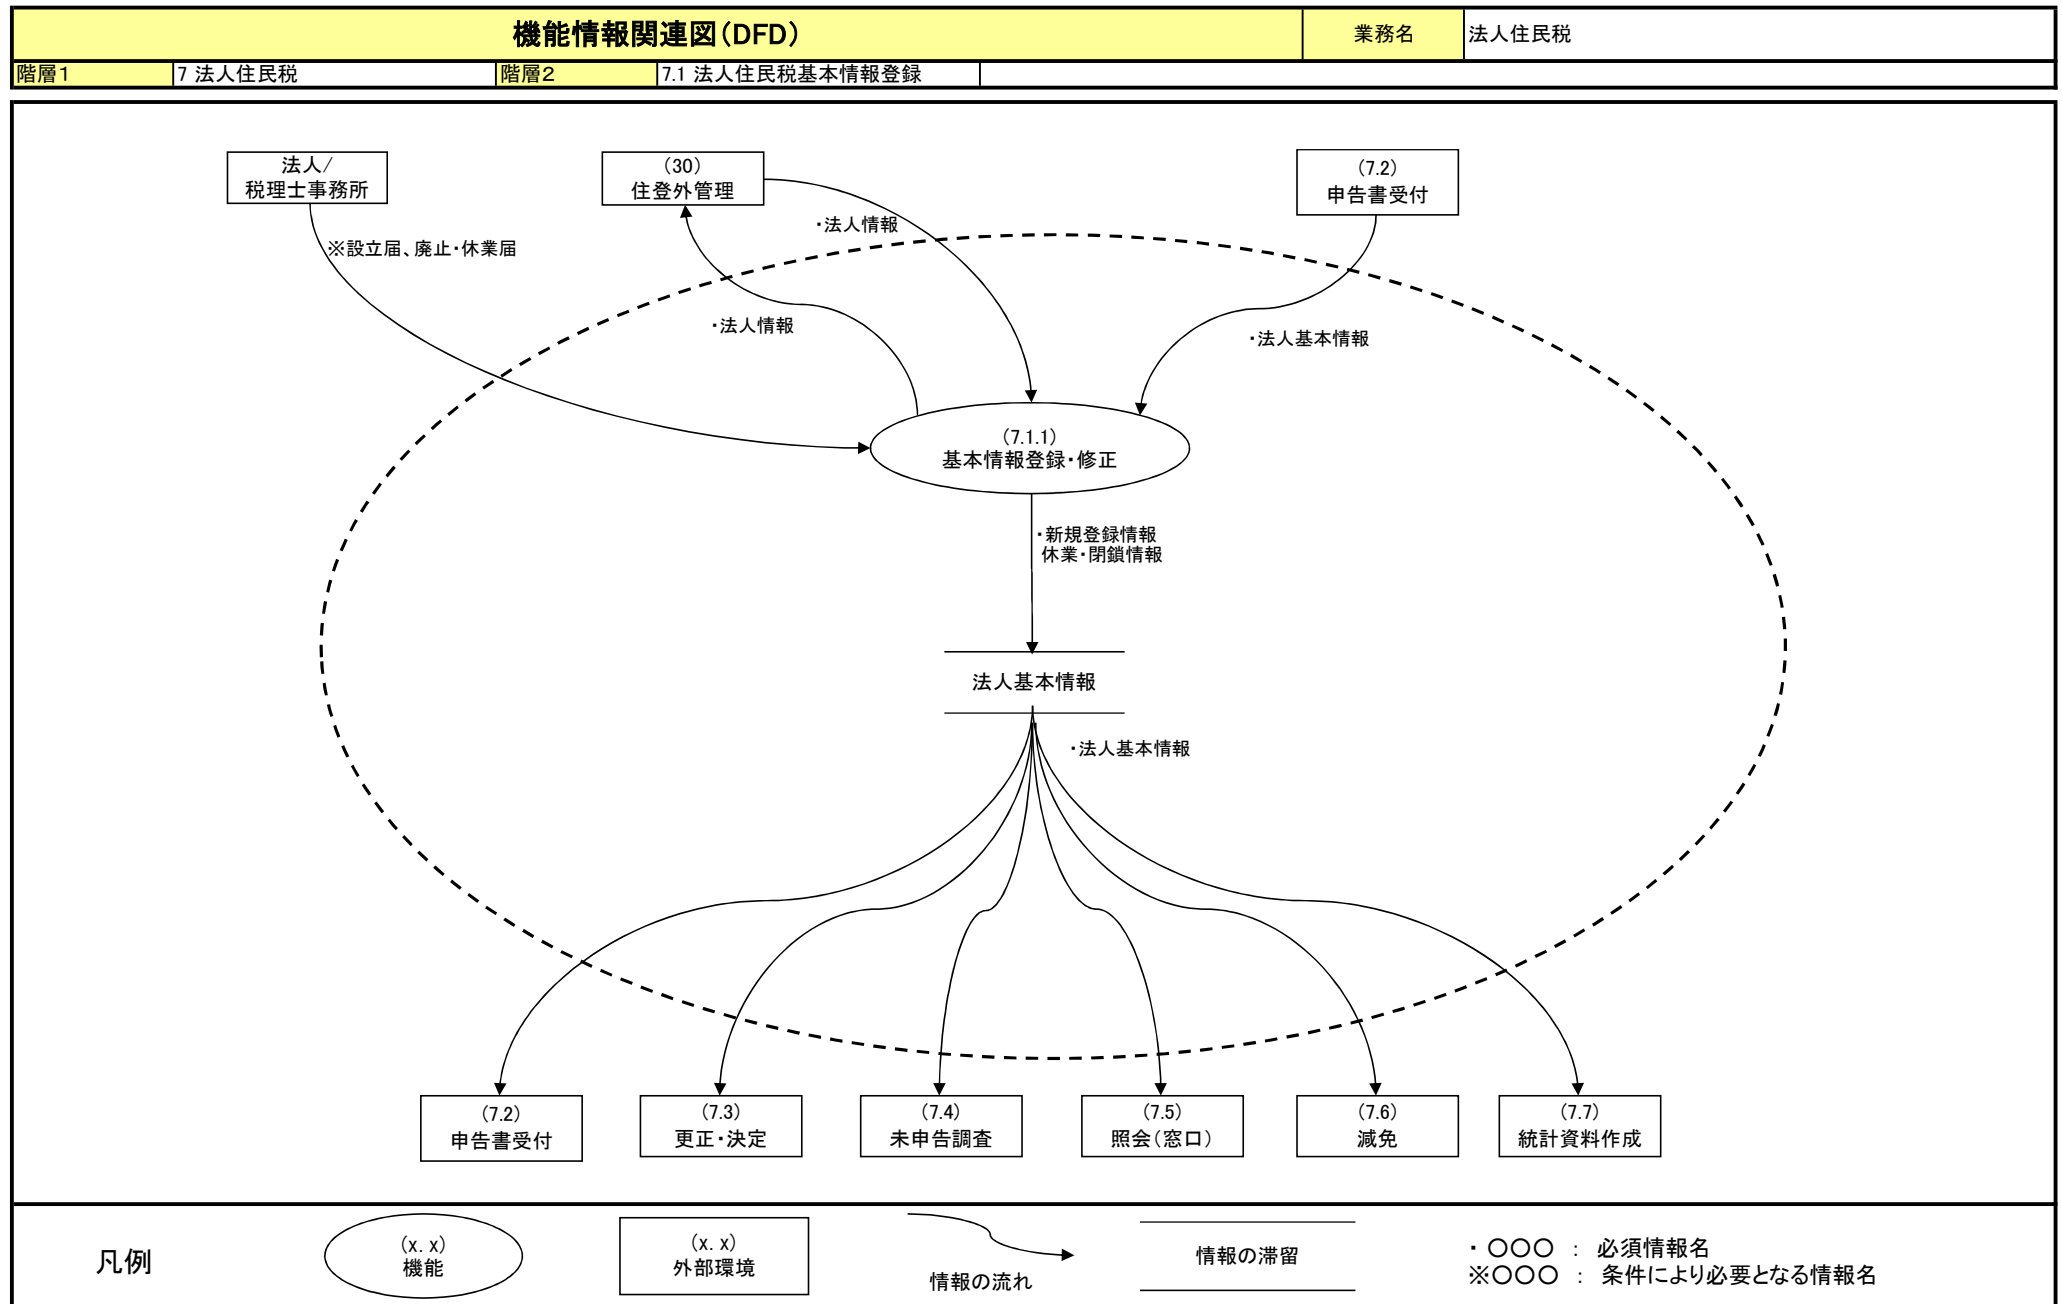 機能情報関連図(DFD)
業務名
法人住民税
階層1
7 法人住民税
階層2
7.1 法人住民税基本情報登録
法人/
税理士事務所
(30)
住登外管理
(7.2)
申告書受付
※設立届、廃止・休業届
・法人情報
・法人情報
・法人基本情報
(7.1.1)
基本情報登録・修正
・新規登録情報
休業・閉鎖情報
法人基本情報
・法人基本情報
(7.2)
申告書受付
(7.3)
更正・決定
(7.4)
未申告調査
(7.5)
照会(窓口)
(7.6)
減免
(7.7)
統計資料作成
凡例
(x. x)
機能
(x. x)
外部環境
情報の流れ
情報の滞留
・ 〇〇〇 : 必須情報名
※〇〇〇 : 条件により必要となる情報名